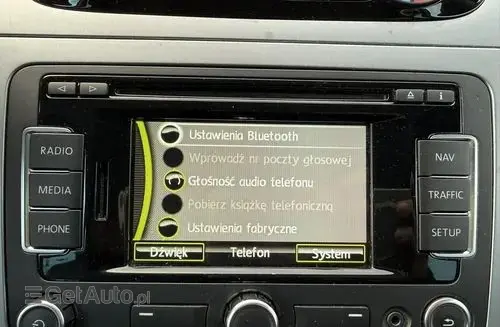 RADIO
MEDIA
PHONE
Ustawienia Bluetooth
Wprowadź nr poczty głosowej
Głośność audio telefonu
Pobierz książkę telefoniczną
Ustawienia fabryczne
Dźwięk Telefon System
NAV
TRAFFIC
SETUP
GetAuto.pl